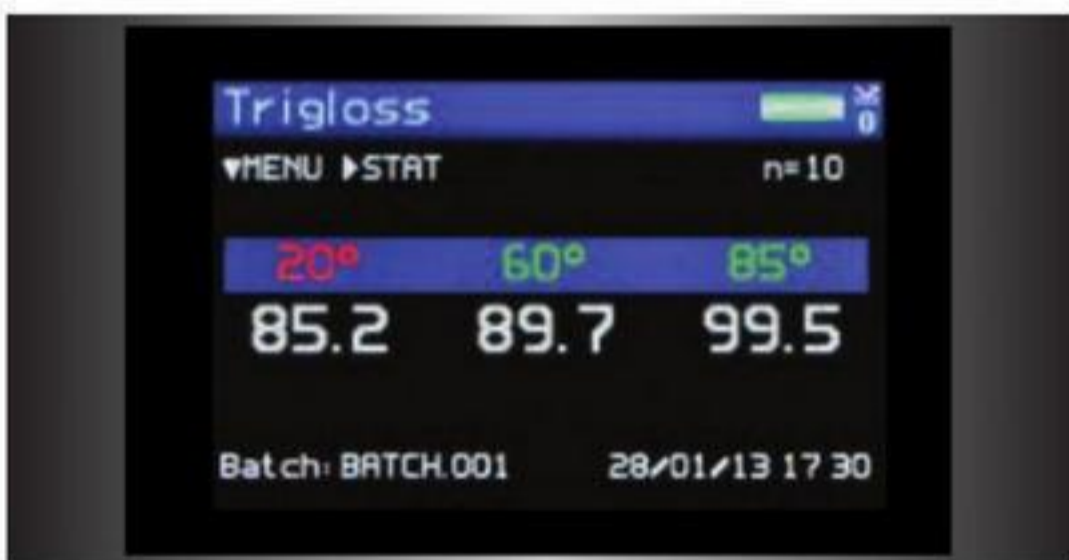 Trigloss
▼MENU ▶STAT n=10
20° 60° 85°
85.2 89.7 99.5
Batch: BATCH.001 28/01/13 17 30